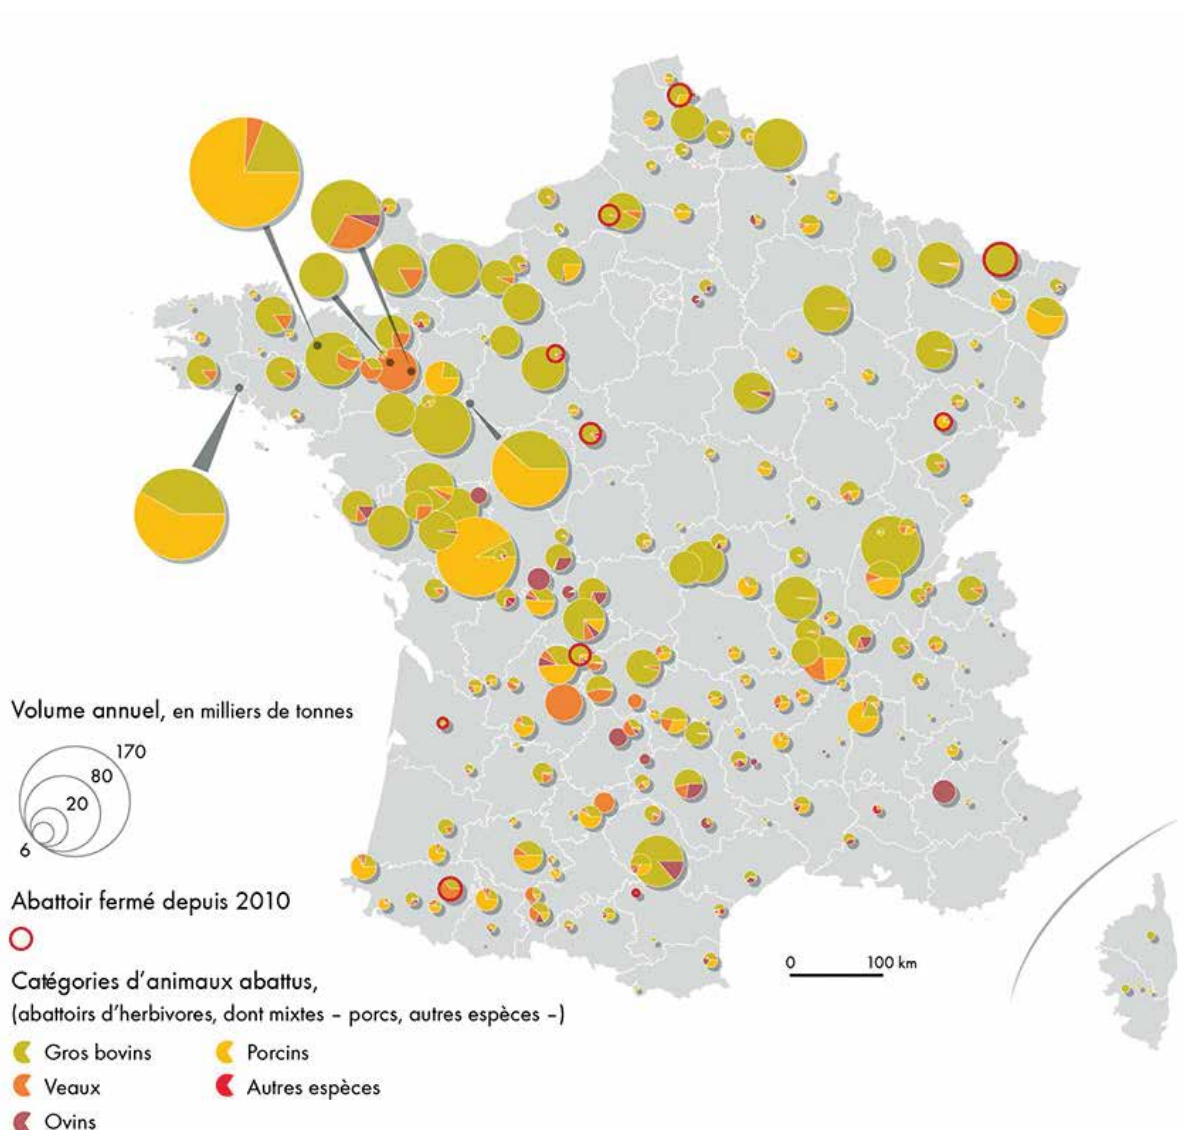 Volume annuel, en milliers de tonnes
170
80
20
6
Abattoir fermé depuis 2010
Catégories d'animaux abattus,
(abattoirs d'herbivores, dont mixtes – porcs, autres espèces –)
Gros bovins
Porcins
Veaux
Autres espèces
Ovins
0
100 km